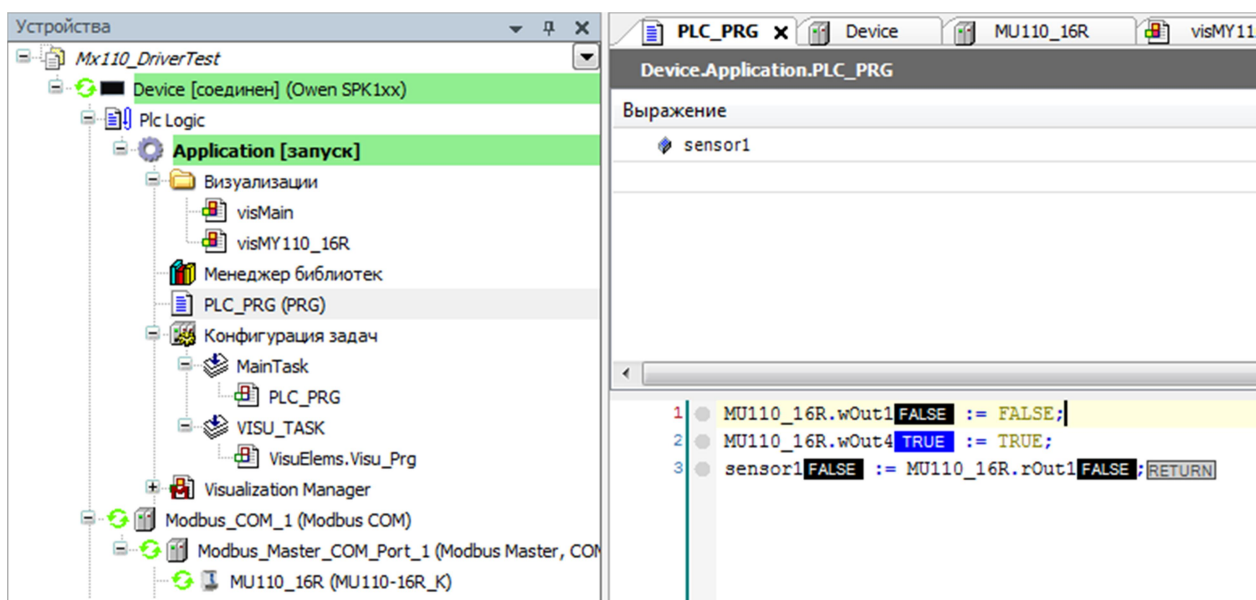 Устройства
Mx110_DriverTest
Device [соединен] (Owen SPK1xx)
Plc Logic
Application [запуск]
Визуализации
visMain
visMY110_16R
Менеджер библиотек
PLC_PRG (PRG)
Конфигурация задач
MainTask
PLC_PRG
VISU_TASK
VisuElems.Visu_Prg
Visualization Manager
Modbus_COM_1 (Modbus COM)
Modbus_Master_COM_Port_1 (Modbus Master, COM
MU110_16R (MU110-16R_K)
PLC_PRG Device MU110_16R visMY11
Device.Application.PLC_PRG
Выражение
sensor1
1 MU110_16R.wOut1 FALSE := FALSE;
2 MU110_16R.wOut4 TRUE := TRUE;
3 sensor1 FALSE := MU110_16R.rOut1 FALSE ; RETURN